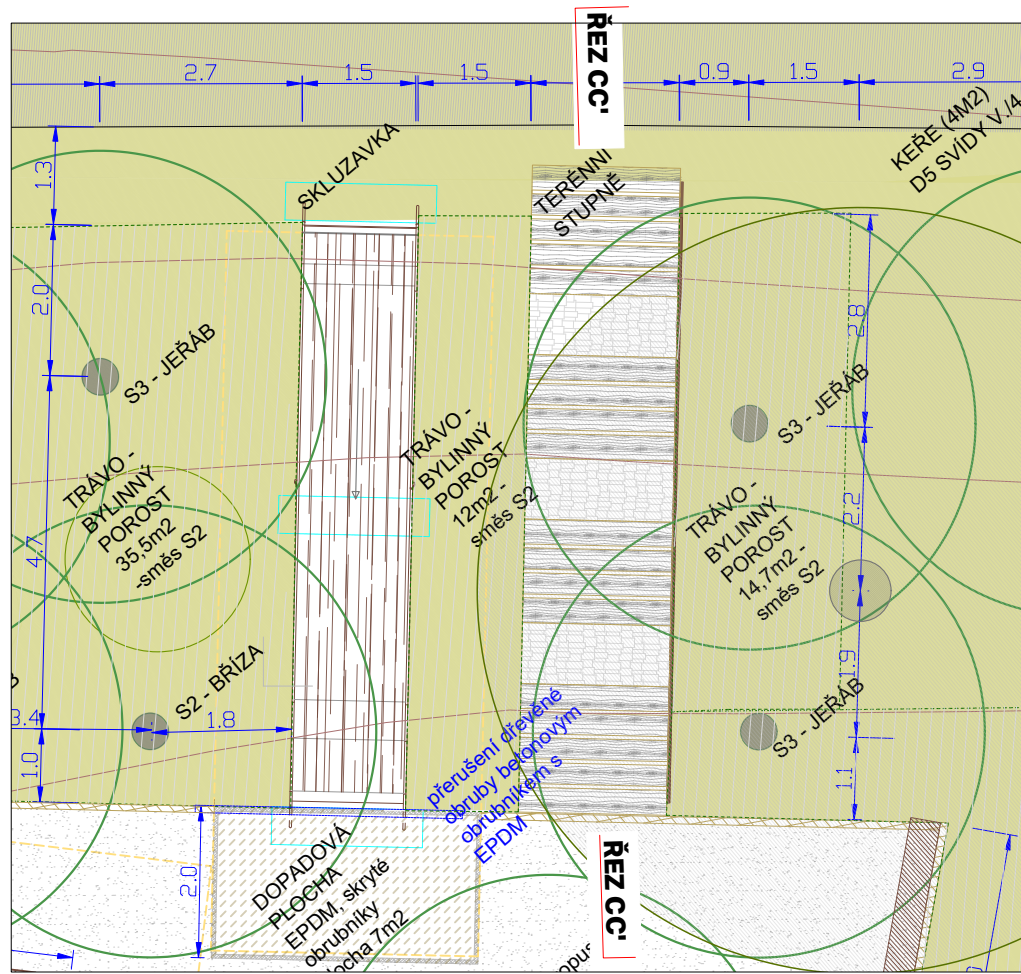 ŘEZ CC'
2.7
1.5
1.5
0.9
1.5
2.9
KEŘE (4M2)
D5 SVÍDY V./4
1.3
SKLUZAVKA
TERÉNNI
STUPNĚ
2.0
2.8
S3 - JEŘÁB
S3 - JEŘÁB
TRÁVO -
BYLINNÝ
POROST
35,5m2
-směs S2
TRÁVO -
BYLINNÝ
POROST
12m2 -
směs S2
TRÁVO -
BYLINNÝ
POROST
14,7m2 -
směs S2
4.7
2.2
1.9
S2 - BŘÍZA
S3 - JEŘÁB
3.4
1.8
1.0
1.1
přerušení dřevěné
obruby betonovým
obrubníkem s
EPDM
2.0
DOPADOVÁ
PLOCHA
EPDM, skryté
obrubníky
locha 7m2
ŘEZ CC'